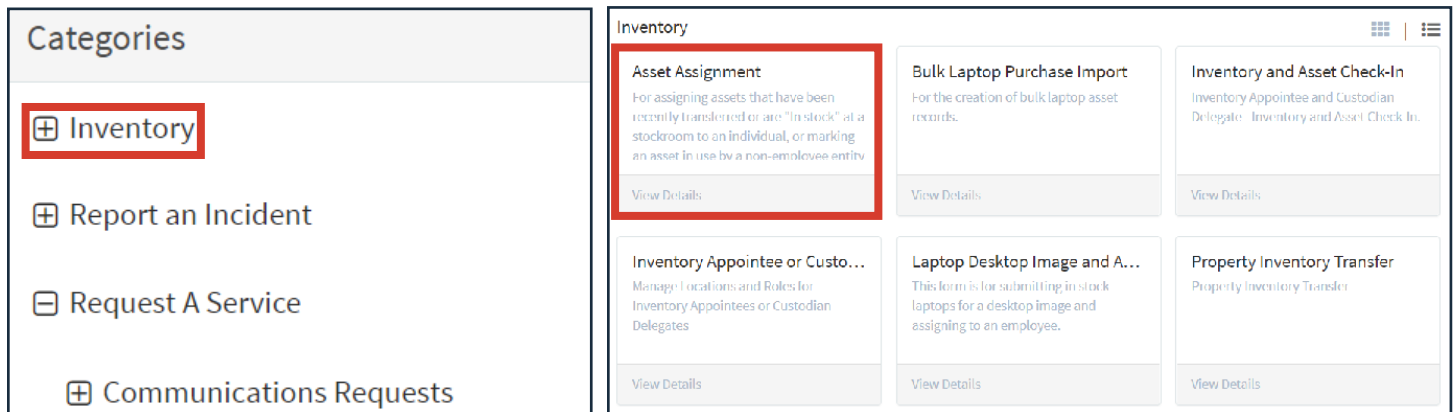 Categories
Inventory
Report an Incident
Request A Service
Communications Requests
Inventory
Asset Assignment
For assigning assets that have been
recently transferred or are "In stock" at a
stockroom to an individual, or marking
an asset in use by a non-employee entity
View Details
Bulk Laptop Purchase Import
For the creation of bulk laptop asset
records.
View Details
Inventory and Asset Check-In
Inventory Appointee and Custodian
Delegate - Inventory and Asset Check-In.
View Details
Inventory Appointee or Custo...
Manage Locations and Roles for
Inventory Appointees or Custodian
Delegates
View Details
Laptop Desktop Image and A...
This form is for submitting in stock
laptops for a desktop image and
assigning to an employee.
View Details
Property Inventory Transfer
Property Inventory Transfer
View Details